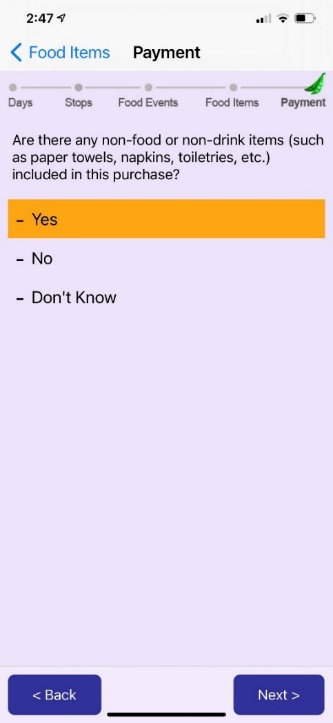 2:47
Food Items Payment
Days Stops Food Events Food Items Payment
Are there any non-food or non-drink items (such
as paper towels, napkins, toiletries, etc.)
included in this purchase?
- Yes
- No
- Don't Know
< Back Next >